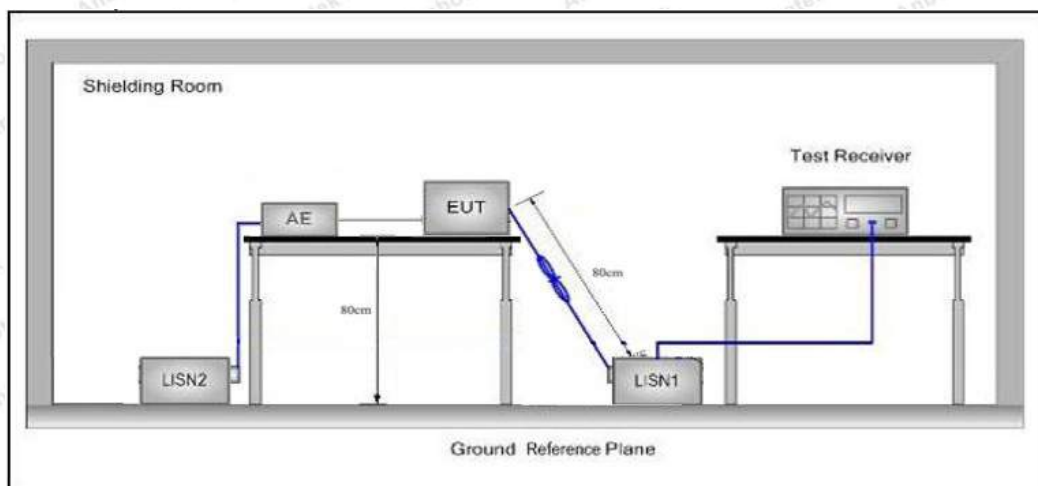 Shielding Room
Test Receiver
AE
EUT
80cm
80cm
LISN2
LISN1
Ground Reference Plane